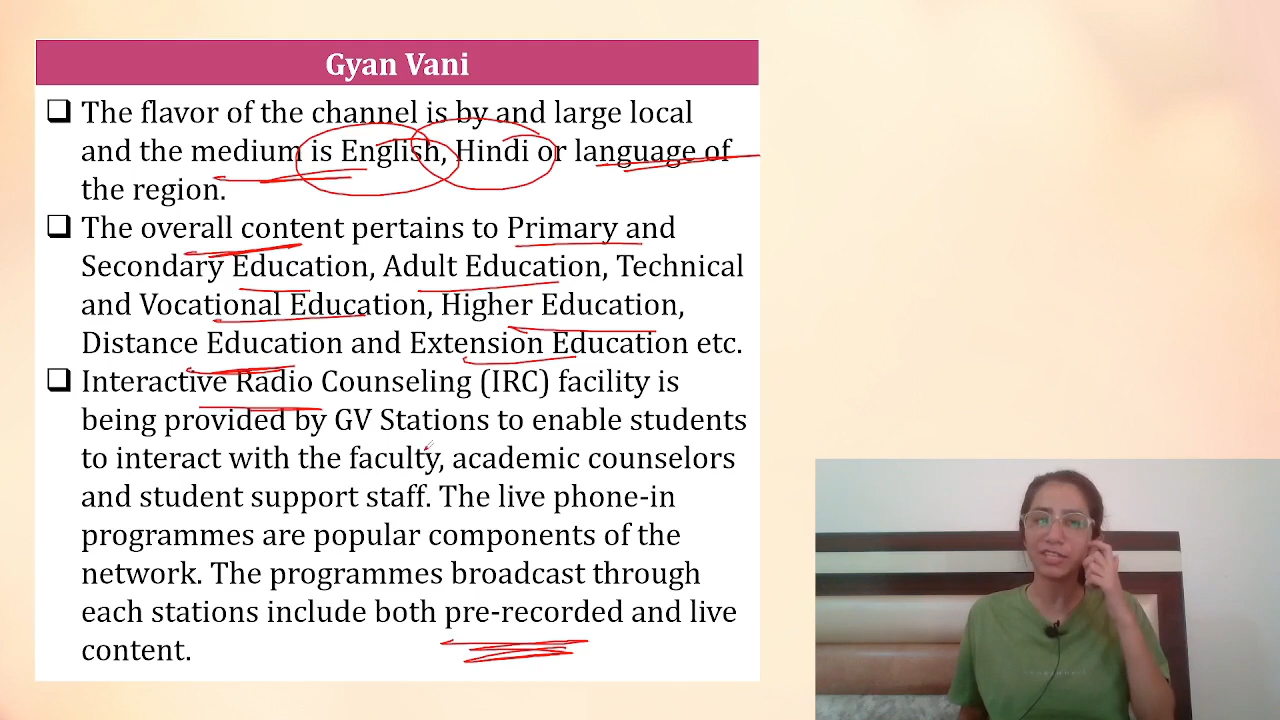 Gyan Vani
❑ The flavor of the channel is by and large local
and the medium is English, Hindi or language of
the region.
❑ The overall content pertains to Primary and
Secondary Education, Adult Education, Technical
and Vocational Education, Higher Education,
Distance Education and Extension Education etc.
❑ Interactive Radio Counseling (IRC) facility is
being provided by GV Stations to enable students
to interact with the faculty, academic counselors
and student support staff. The live phone-in
programmes are popular components of the
network. The programmes broadcast through
each stations include both pre-recorded and live
content.